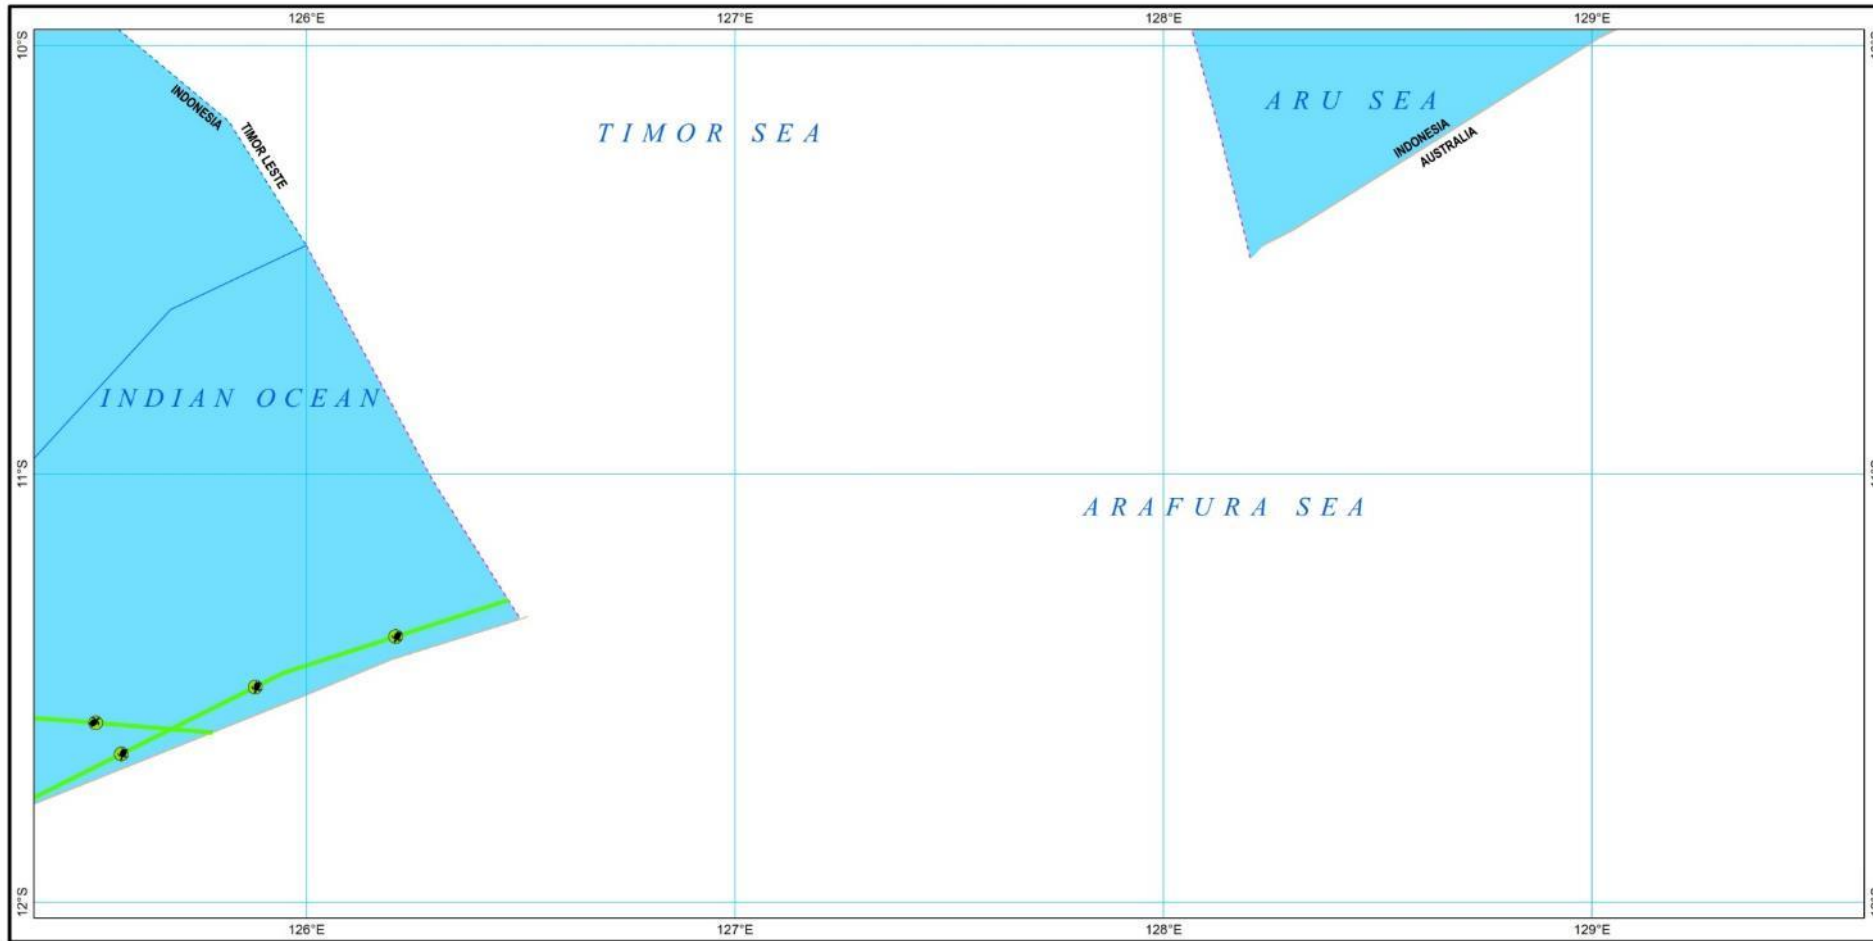 126°E 127°E 128°E 129°E
10°S
INDONESIA
TIMOR LESTE
TIMOR SEA
ARU SEA
INDONESIA
AUSTRALIA
INDIAN OCEAN
11°S
ARAFURA SEA
12°S
126°E 127°E 128°E 129°E